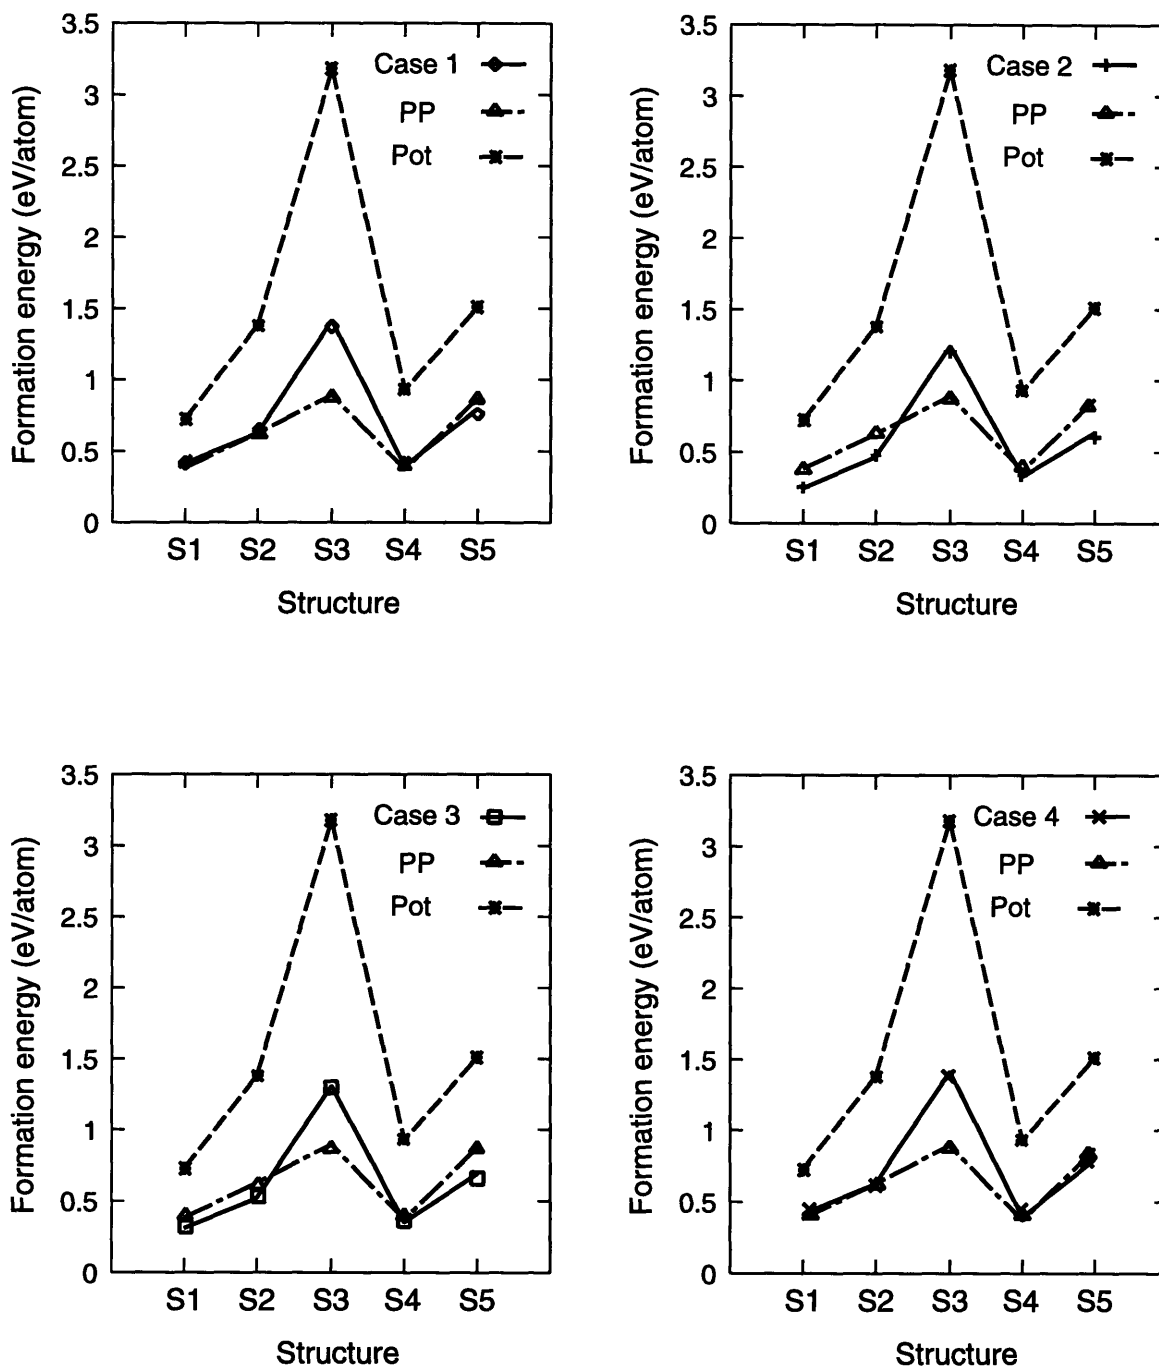 3.5
3
2.5
2
1.5
1
0.5
0
Formation energy (eV/atom)
Case 1
PP
Pot
S1 S2 S3 S4 S5
Structure
3.5
3
2.5
2
1.5
1
0.5
0
Formation energy (eV/atom)
Case 2
PP
Pot
S1 S2 S3 S4 S5
Structure
3.5
3
2.5
2
1.5
1
0.5
0
Formation energy (eV/atom)
Case 3
PP
Pot
S1 S2 S3 S4 S5
Structure
3.5
3
2.5
2
1.5
1
0.5
0
Formation energy (eV/atom)
Case 4
PP
Pot
S1 S2 S3 S4 S5
Structure